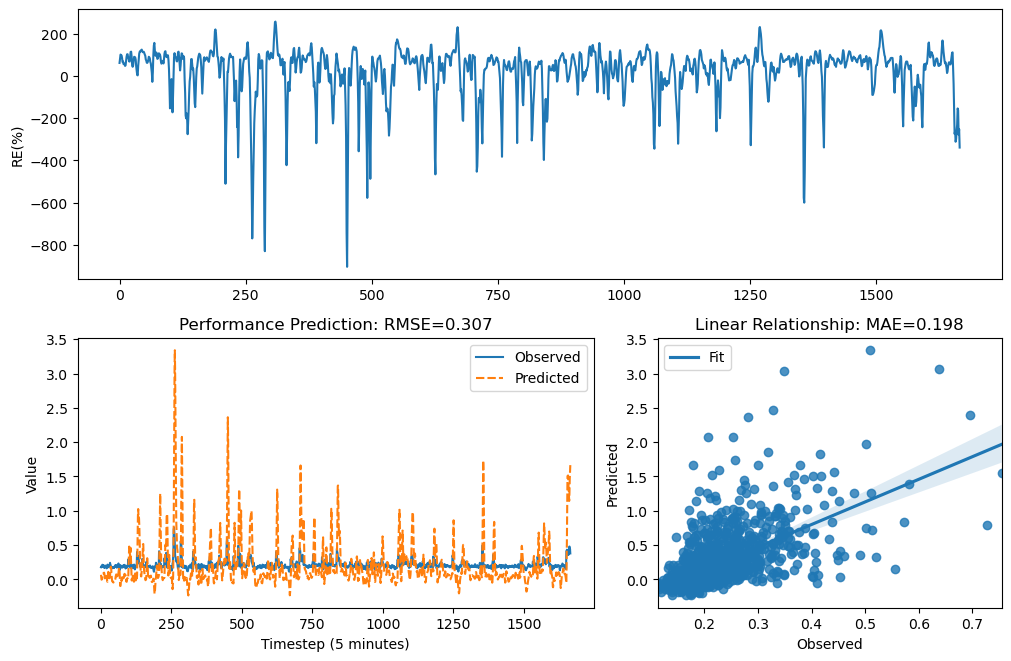 RE(%)
200
0
−200
−400
−600
−800
0 250 500 750 1000 1250 1500
Performance Prediction: RMSE=0.307
Value
3.5
3.0
2.5
2.0
1.5
1.0
0.5
0.0
Observed
Predicted
0 250 500 750 1000 1250 1500
Timestep (5 minutes)
Linear Relationship: MAE=0.198
Predicted
3.5
3.0
2.5
2.0
1.5
1.0
0.5
0.0
Fit
0.2 0.3 0.4 0.5 0.6 0.7
Observed